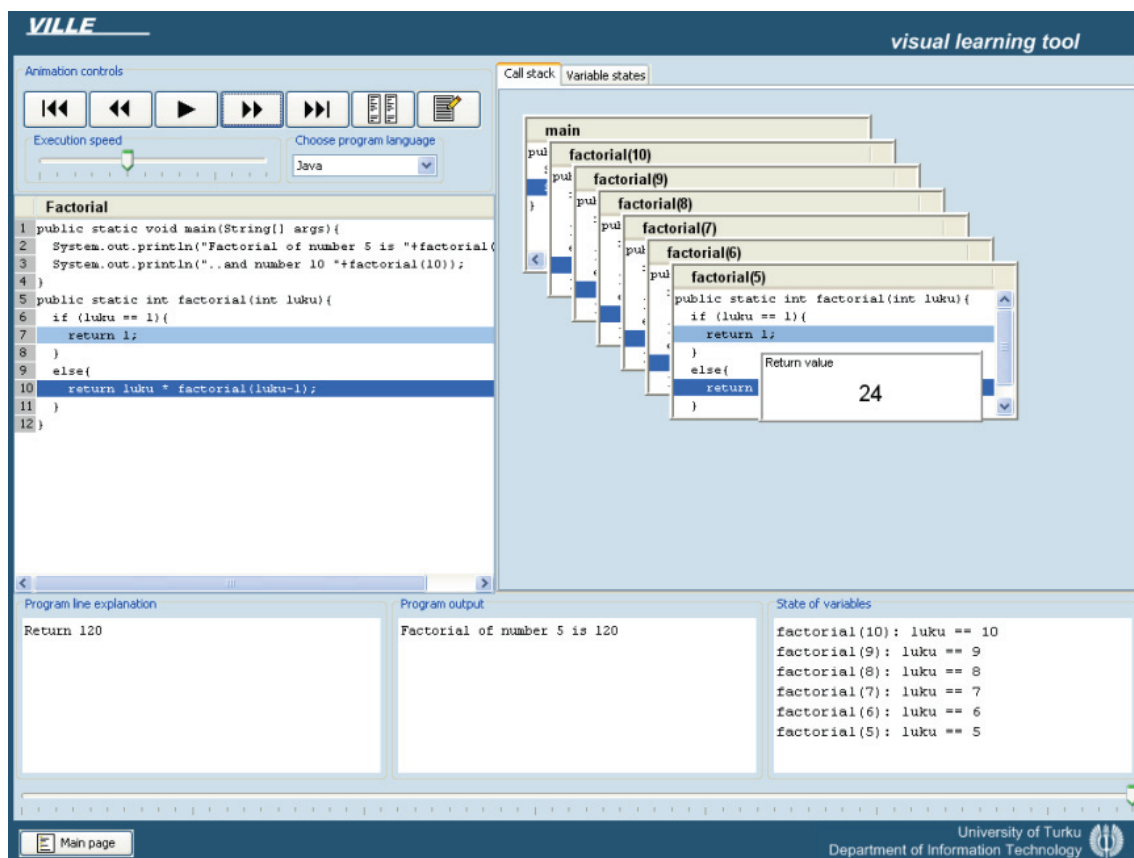 VILLE
visual learning tool
Animation controls
Execution speed
Choose program language
Java
Factorial
1 public static void main(String[] args){
2 System.out.println("Factorial of number 5 is "+factorial(
3 System.out.println("..and number 10 "+factorial(10));
4 }
5 public static int factorial(int luku){
6 if (luku == 1){
7 return 1;
8 }
9 else{
10 return luku * factorial(luku-1);
11 }
12 }
Call stack Variable states
main
factorial(10)
factorial(9)
factorial(8)
factorial(7)
factorial(6)
factorial(5)
public static int factorial(int luku){
if (luku == 1){
return 1;
}
else{
return
}
Return value
24
Program line explanation
Return 120
Program output
Factorial of number 5 is 120
State of variables
factorial(10): luku == 10
factorial(9): luku == 9
factorial(8): luku == 8
factorial(7): luku == 7
factorial(6): luku == 6
factorial(5): luku == 5
Main page
University of Turku
Department of Information Technology